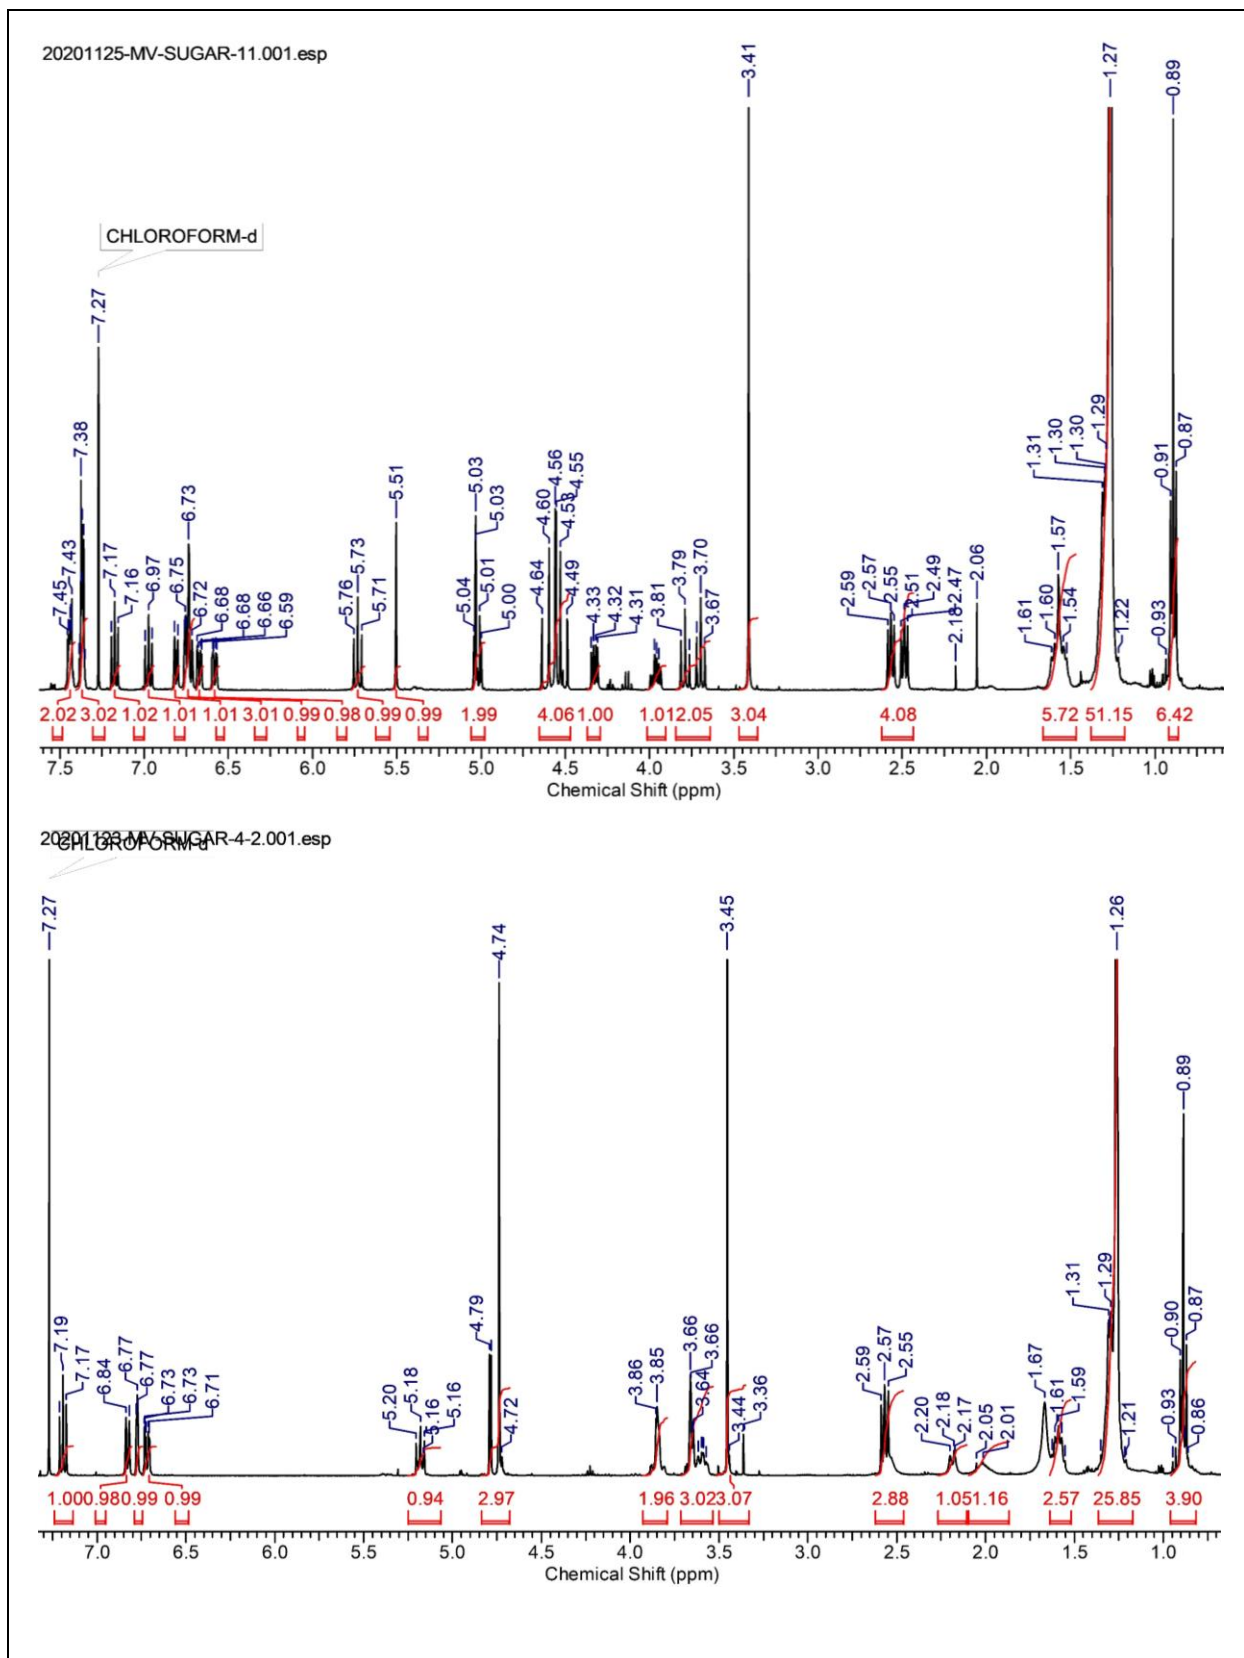 20201125-MV-SUGAR-11.001.esp
CHLOROFORM-d
7.45 7.43 7.38 7.27 7.17 7.16 6.97 6.75 6.73 6.72 6.68 6.68 6.66 6.59 5.76 5.73 5.71 5.51 5.04 5.03 5.03 5.01 5.00 4.64 4.60 4.56 4.53 4.55 4.49 4.33 4.32 4.31 3.81 3.79 3.70 3.67 3.41 2.59 2.57 2.55 2.51 2.49 2.47 2.18 2.06 1.61 1.60 1.57 1.54 1.31 1.30 1.30 1.29 1.27 1.22 0.93 0.91 0.89 0.87
2.02 3.02 1.02 1.01 1.01 3.01 0.99 0.98 0.99 0.99 1.99 4.06 1.00 1.01 2.05 3.04 4.08 5.72 51.15 6.42
7.5 7.0 6.5 6.0 5.5 5.0 4.5 4.0 3.5 3.0 2.5 2.0 1.5 1.0
Chemical Shift (ppm)
20201123-MV-SUGAR-4-2.001.esp
CHLOROFORM-d
7.27 7.19 7.17 6.84 6.77 6.77 6.73 6.73 6.71 5.20 5.18 5.16 5.16 4.79 4.74 4.72 3.86 3.85 3.66 3.66 3.64 3.45 3.44 3.36 2.59 2.57 2.55 2.20 2.18 2.17 2.05 2.01 1.67 1.61 1.59 1.31 1.29 1.26 1.21 0.93 0.90 0.89 0.87 0.86
1.00 0.98 0.99 0.99 0.94 2.97 1.96 3.02 3.07 2.88 1.05 1.16 2.57 25.85 3.90
7.0 6.5 6.0 5.5 5.0 4.5 4.0 3.5 3.0 2.5 2.0 1.5 1.0
Chemical Shift (ppm)